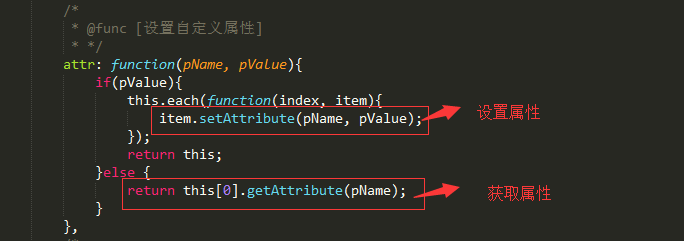 /*
* @func [设置自定义属性]
* */
attr: function(pName, pValue){
if(pValue){
this.each(function(index, item){
item.setAttribute(pName, pValue);
设置属性
});
return this;
}else {
return this[0].getAttribute(pName);
获取属性
}
},